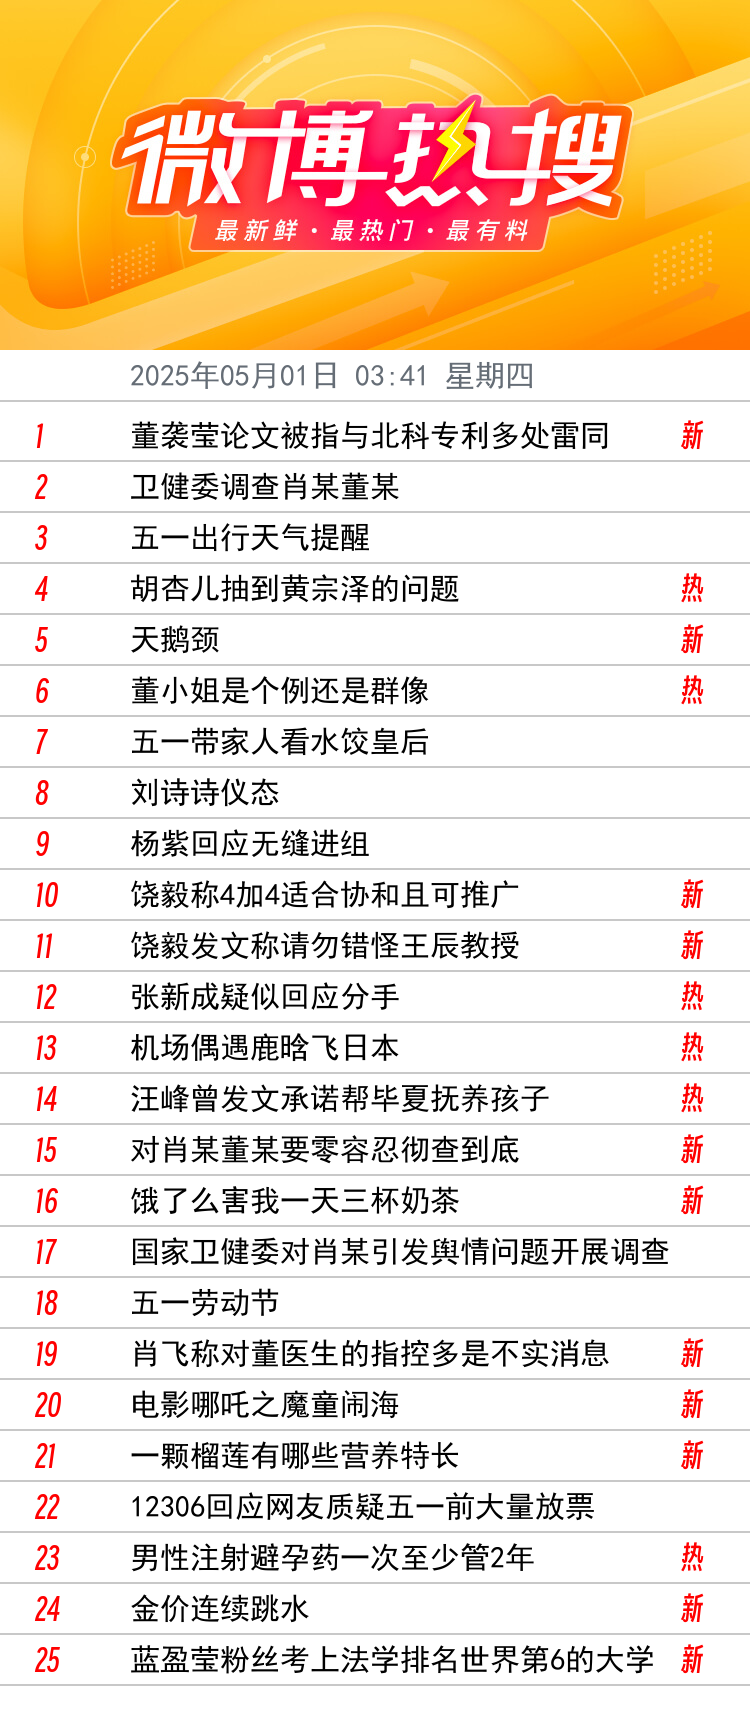 微博热搜
最新鲜·最热门·最有料
2025年05月01日 03:41 星期四
1 董袭莹论文被指与北科专利多处雷同 新
2 卫健委调查肖某董某
3 五一出行天气提醒
4 胡杏儿抽到黄宗泽的问题 热
5 天鹅颈 新
6 董小姐是个例还是群像 热
7 五一带家人看水饺皇后
8 刘诗诗仪态
9 杨紫回应无缝进组
10 饶毅称4加4适合协和且可推广 新
11 饶毅发文称请勿错怪王辰教授 新
12 张新成疑似回应分手 热
13 机场偶遇鹿晗飞日本 热
14 汪峰曾发文承诺帮毕夏抚养孩子 热
15 对肖某董某要零容忍彻查到底 新
16 饿了么害我一天三杯奶茶 新
17 国家卫健委对肖某引发舆情问题开展调查
18 五一劳动节
19 肖飞称对董医生的指控多是不实消息 新
20 电影哪吒之魔童闹海 新
21 一颗榴莲有哪些营养特长 新
22 12306回应网友质疑五一前大量放票
23 男性注射避孕药一次至少管2年 热
24 金价连续跳水 新
25 蓝盈莹粉丝考上法学排名世界第6的大学 新